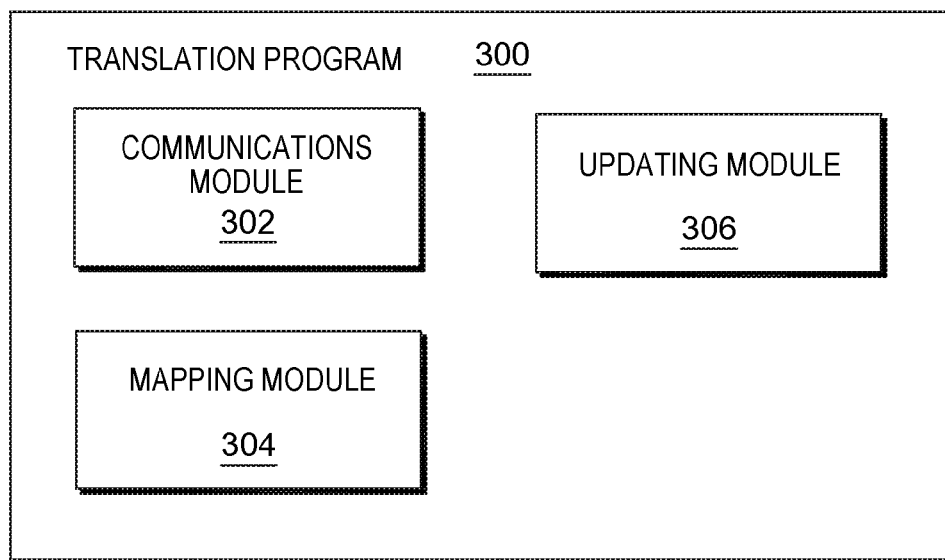 TRANSLATION PROGRAM 300
COMMUNICATIONS
MODULE
302
UPDATING MODULE
306
MAPPING MODULE
304